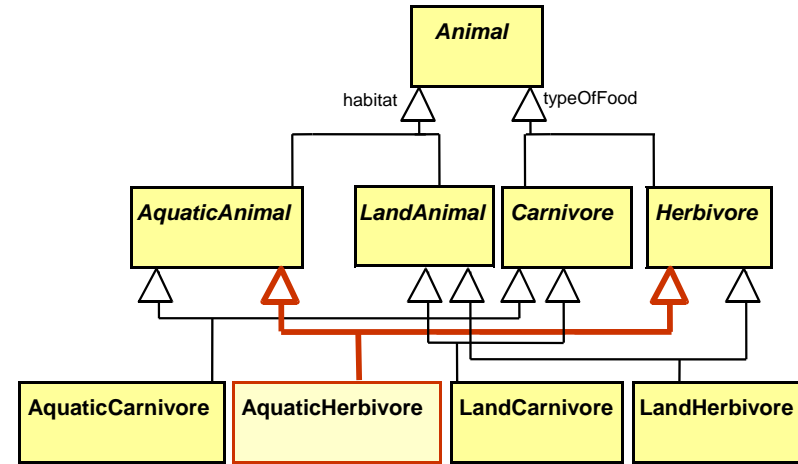 Animal
habitat
typeOfFood
AquaticAnimal
LandAnimal
Carnivore
Herbivore
AquaticCarnivore
AquaticHerbivore
LandCarnivore
LandHerbivore